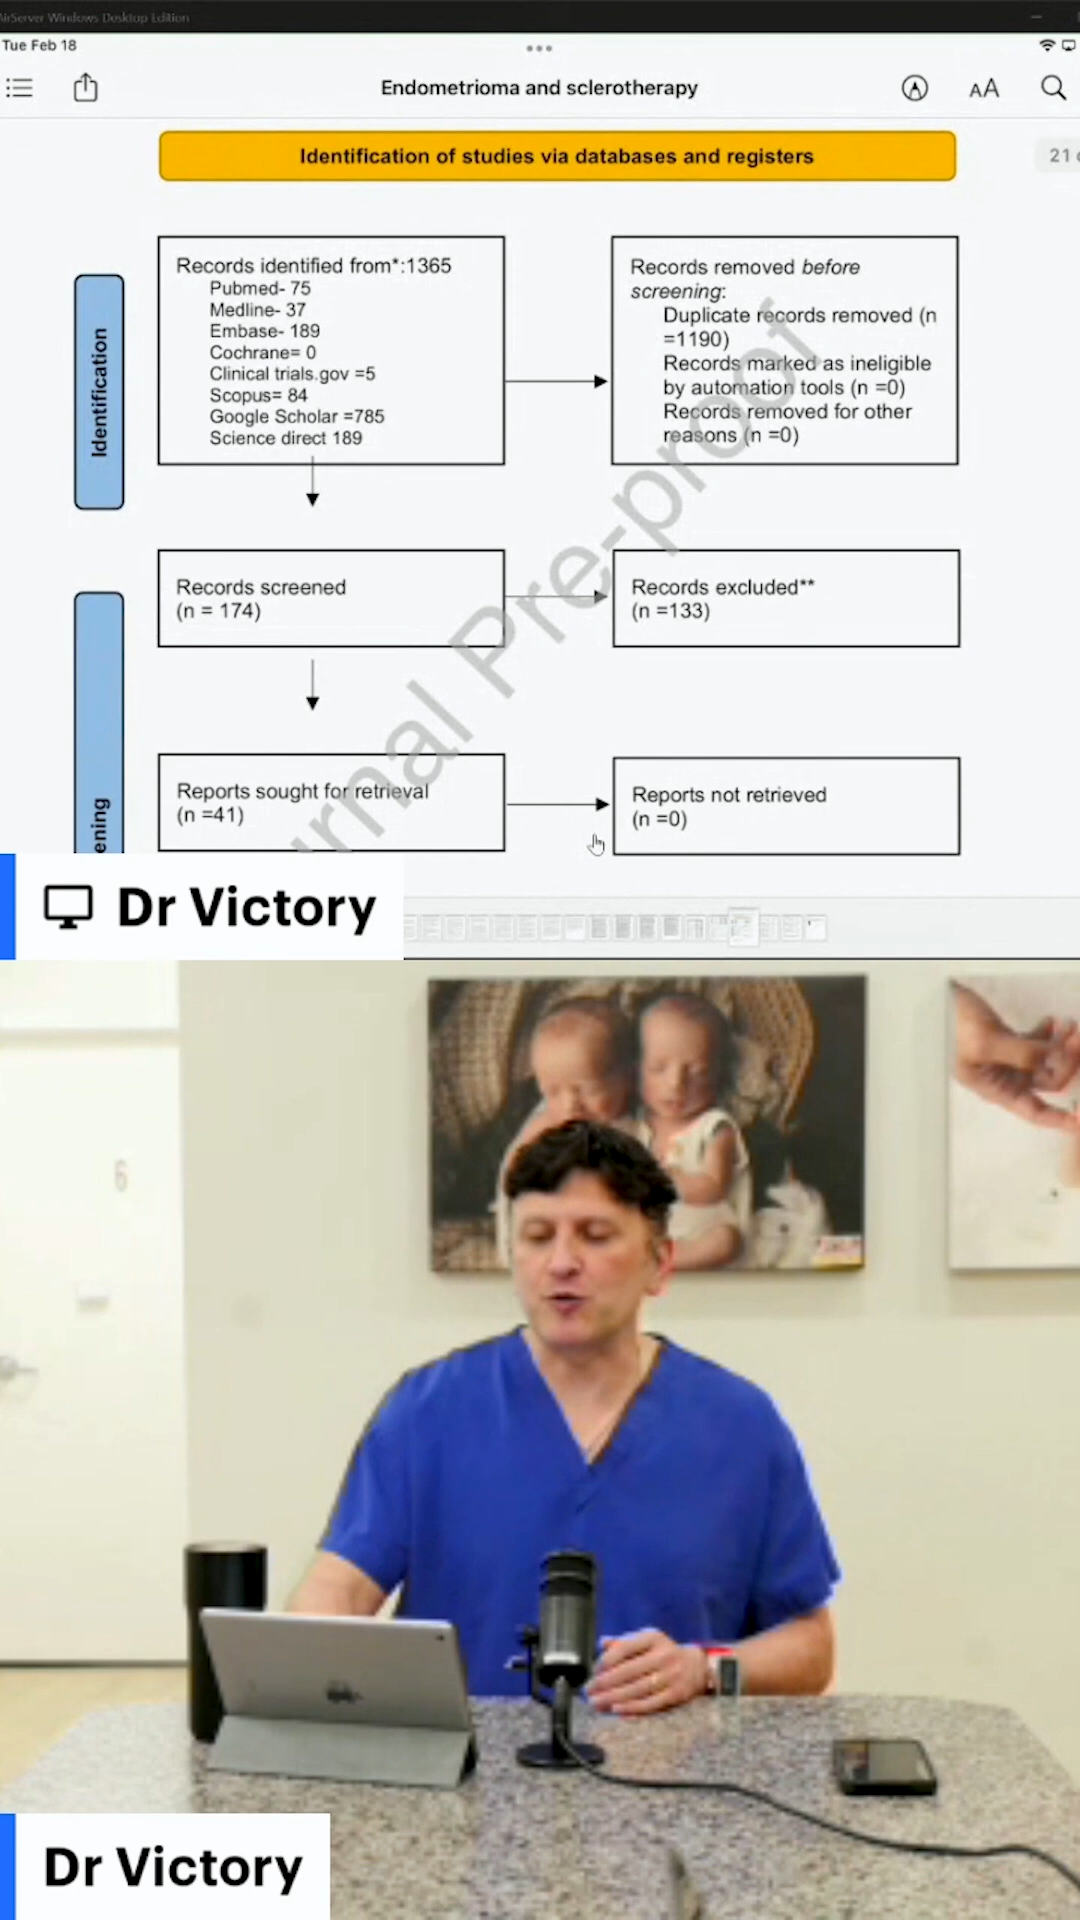 AirServer Windows Desktop Edition
Tue Feb 18
Endometrioma and sclerotherapy
AA
Identification of studies via databases and registers
21
Identification
Records identified from*:1365
Pubmed- 75
Medline- 37
Embase- 189
Cochrane= 0
Clinical trials.gov =5
Scopus= 84
Google Scholar =785
Science direct 189
Records removed before
screening:
Duplicate records removed (n
=1190)
Records marked as ineligible
by automation tools (n =0)
Records removed for other
reasons (n =0)
Records screened
(n = 174)
Records excluded**
(n =133)
ening
Reports sought for retrieval
(n =41)
Reports not retrieved
(n =0)
urnal Pre-proof
Dr Victory
6
Dr Victory